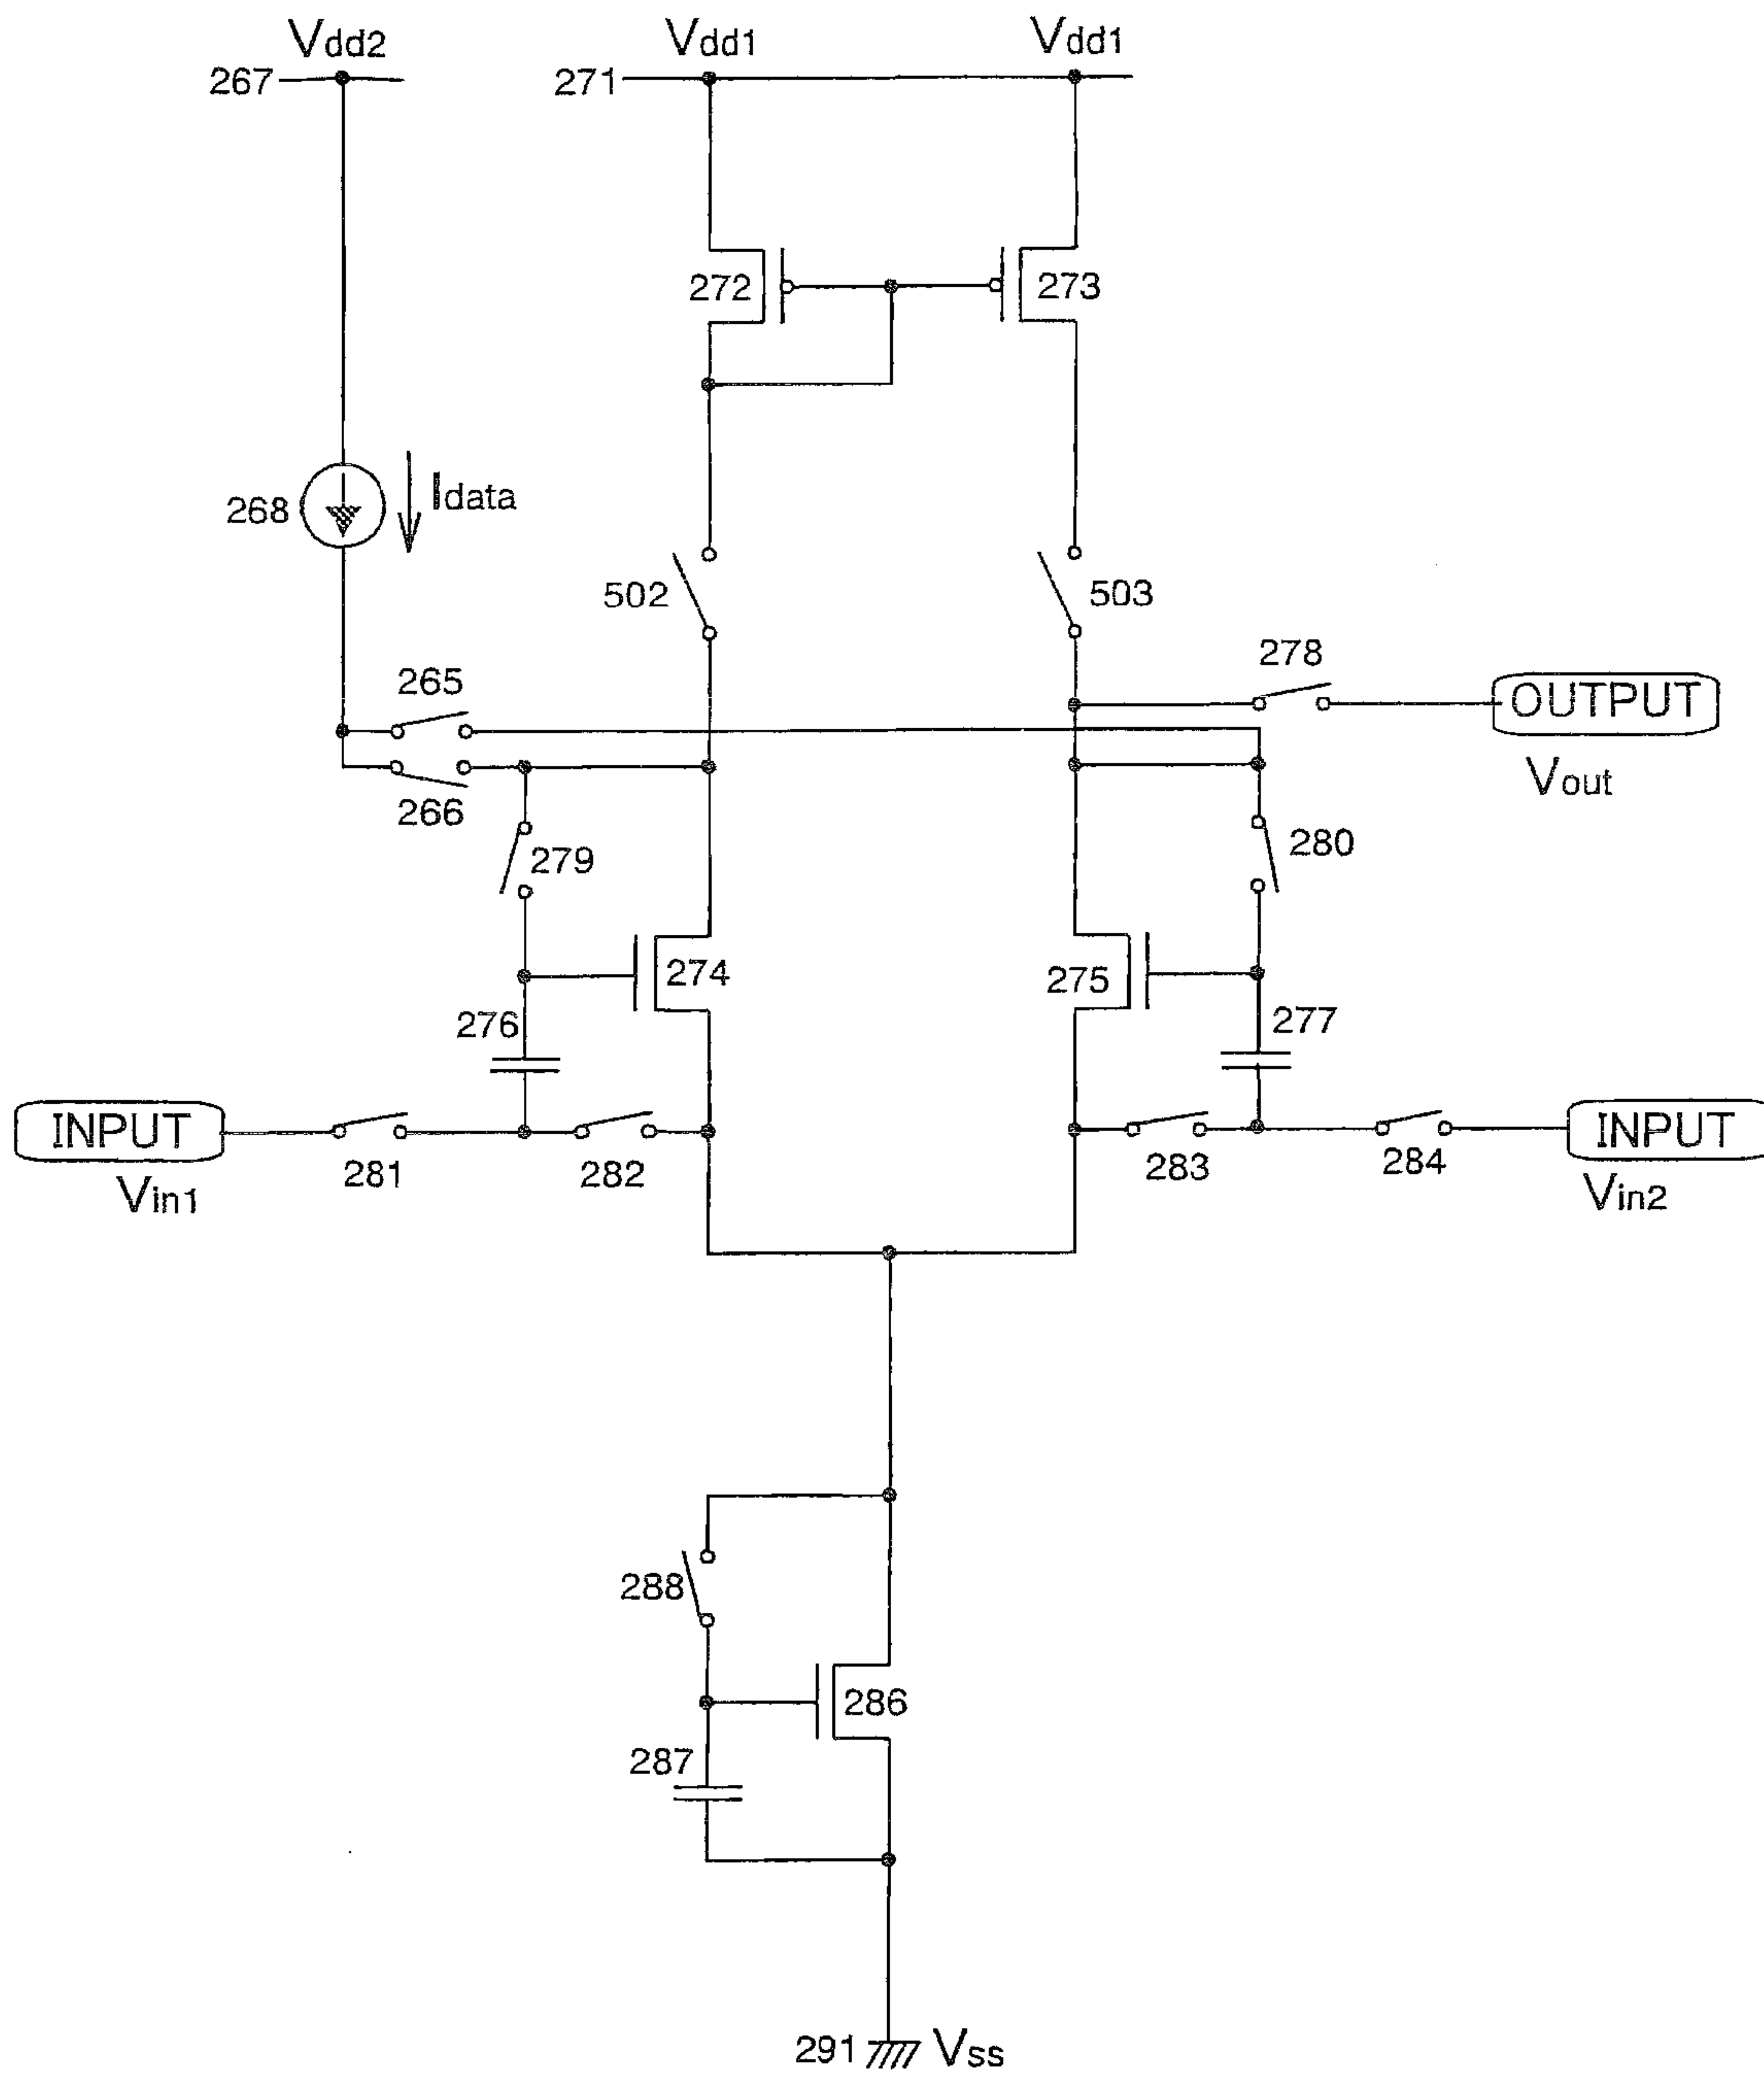 Vdd2
Vdd1
Vdd1
267
271
272
273
268
Idata
502
503
278
265
OUTPUT
Vout
266
279
280
274
275
276
277
INPUT
INPUT
281
282
283
284
Vin1
Vin2
288
286
287
291
Vss